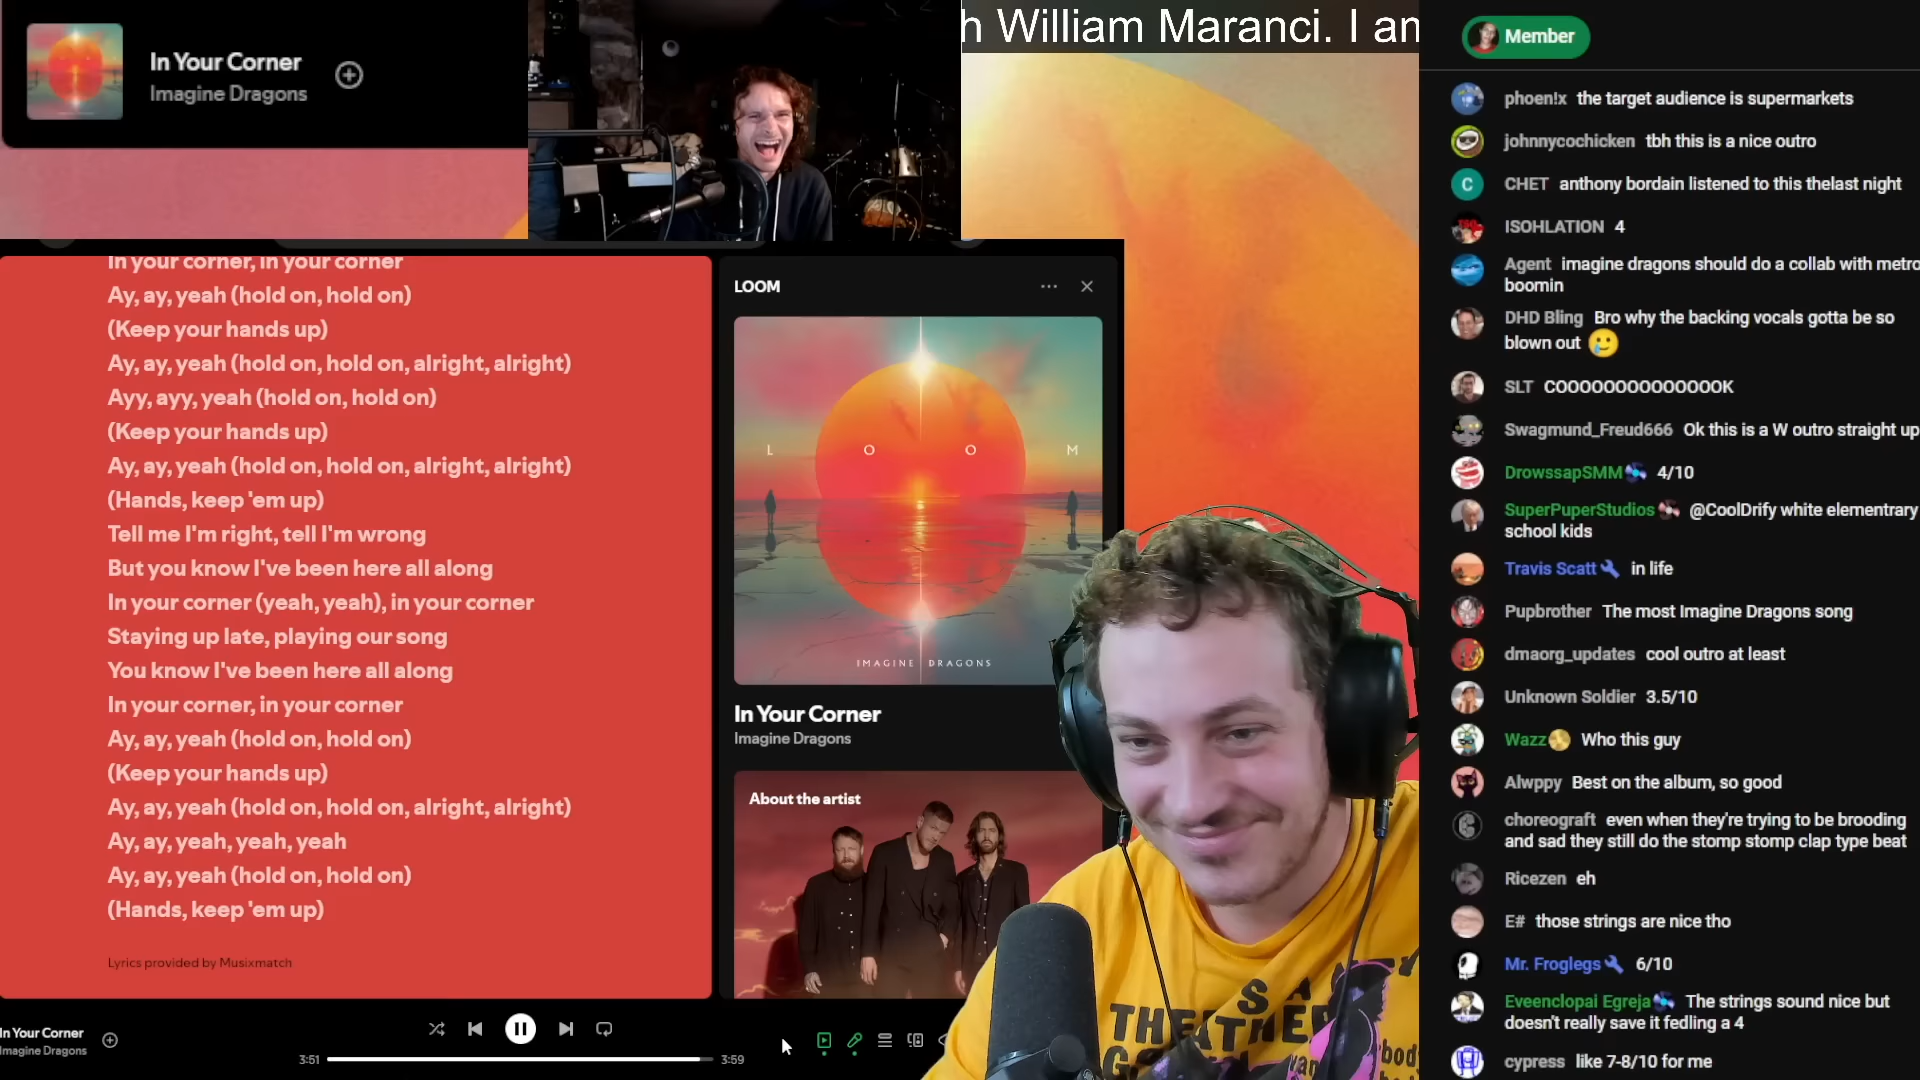 In Your Corner
Imagine Dragons
h William Maranci. I am
In your corner, in your corner
Ay, ay, yeah (hold on, hold on)
(Keep your hands up)
Ay, ay, yeah (hold on, hold on, alright, alright)
Ayy, ayy, yeah (hold on, hold on)
(Keep your hands up)
Ay, ay, yeah (hold on, hold on, alright, alright)
(Hands, keep 'em up)
Tell me I'm right, tell I'm wrong
But you know I've been here all along
In your corner (yeah, yeah), in your corner
Staying up late, playing our song
You know I've been here all along
In your corner, in your corner
Ay, ay, yeah (hold on, hold on)
(Keep your hands up)
Ay, ay, yeah (hold on, hold on, alright, alright)
Ay, ay, yeah, yeah, yeah
Ay, ay, yeah (hold on, hold on)
(Hands, keep 'em up)
Lyrics provided by Musixmatch
LOOM
L O O M
IMAGINE DRAGONS
In Your Corner
Imagine Dragons
About the artist
In Your Corner
Imagine Dragons
3:51
3:59
S A
THEATHER
Member
phoen!x the target audience is supermarkets
johnnycochicken tbh this is a nice outro
C
CHET anthony bordain listened to this thelast night
ISOHLATION 4
Agent imagine dragons should do a collab with metro
boomin
DHD Bling Bro why the backing vocals gotta be so
blown out 🥲
SLT COOOOOOOOOOOOOOOK
Swagmund_Freud666 Ok this is a W outro straight up
DrowssapSMM 4/10
SuperPuperStudios @CoolDrify white elementrary
school kids
Travis Scatt in life
Pupbrother The most Imagine Dragons song
dmaorg_updates cool outro at least
Unknown Soldier 3.5/10
Wazz Who this guy
Alwppy Best on the album, so good
choreograft even when they're trying to be brooding
and sad they still do the stomp stomp clap type beat
Ricezen eh
E# those strings are nice tho
Mr. Froglegs 6/10
Eveenclopai Egreja The strings sound nice but
doesn't really save it fedling a 4
cypress like 7-8/10 for me